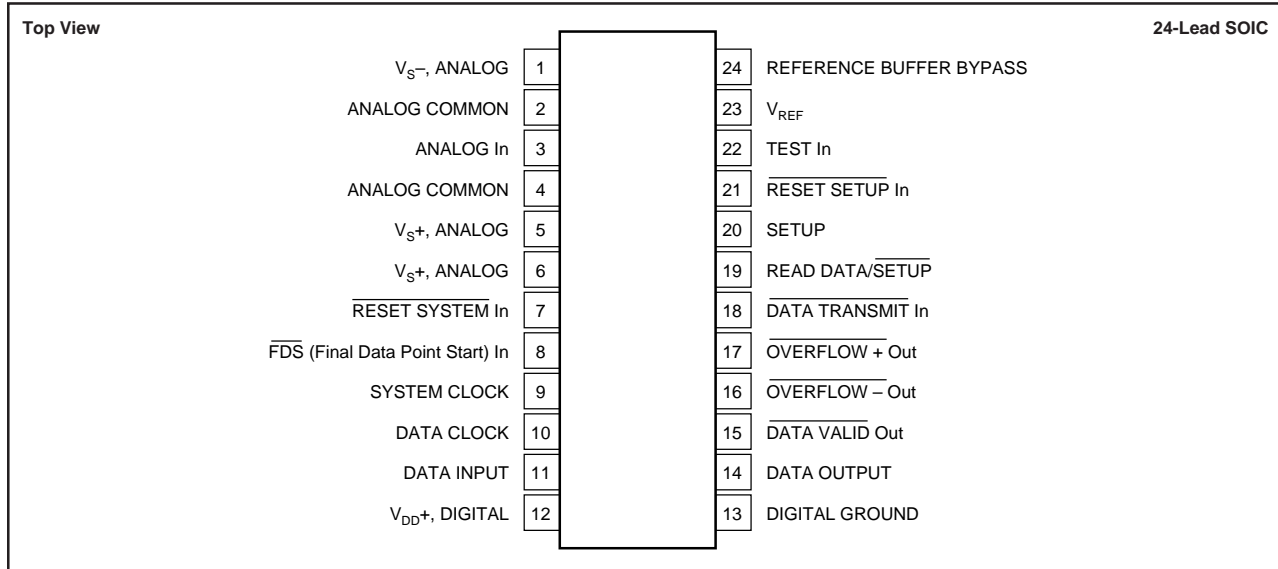 Top View
24-Lead SOIC
VS–, ANALOG 1
ANALOG COMMON 2
ANALOG In 3
ANALOG COMMON 4
VS+, ANALOG 5
VS+, ANALOG 6
RESET SYSTEM In 7
FDS (Final Data Point Start) In 8
SYSTEM CLOCK 9
DATA CLOCK 10
DATA INPUT 11
VDD+, DIGITAL 12
24 REFERENCE BUFFER BYPASS
23 VREF
22 TEST In
21 RESET SETUP In
20 SETUP
19 READ DATA/SETUP
18 DATA TRANSMIT In
17 OVERFLOW + Out
16 OVERFLOW – Out
15 DATA VALID Out
14 DATA OUTPUT
13 DIGITAL GROUND